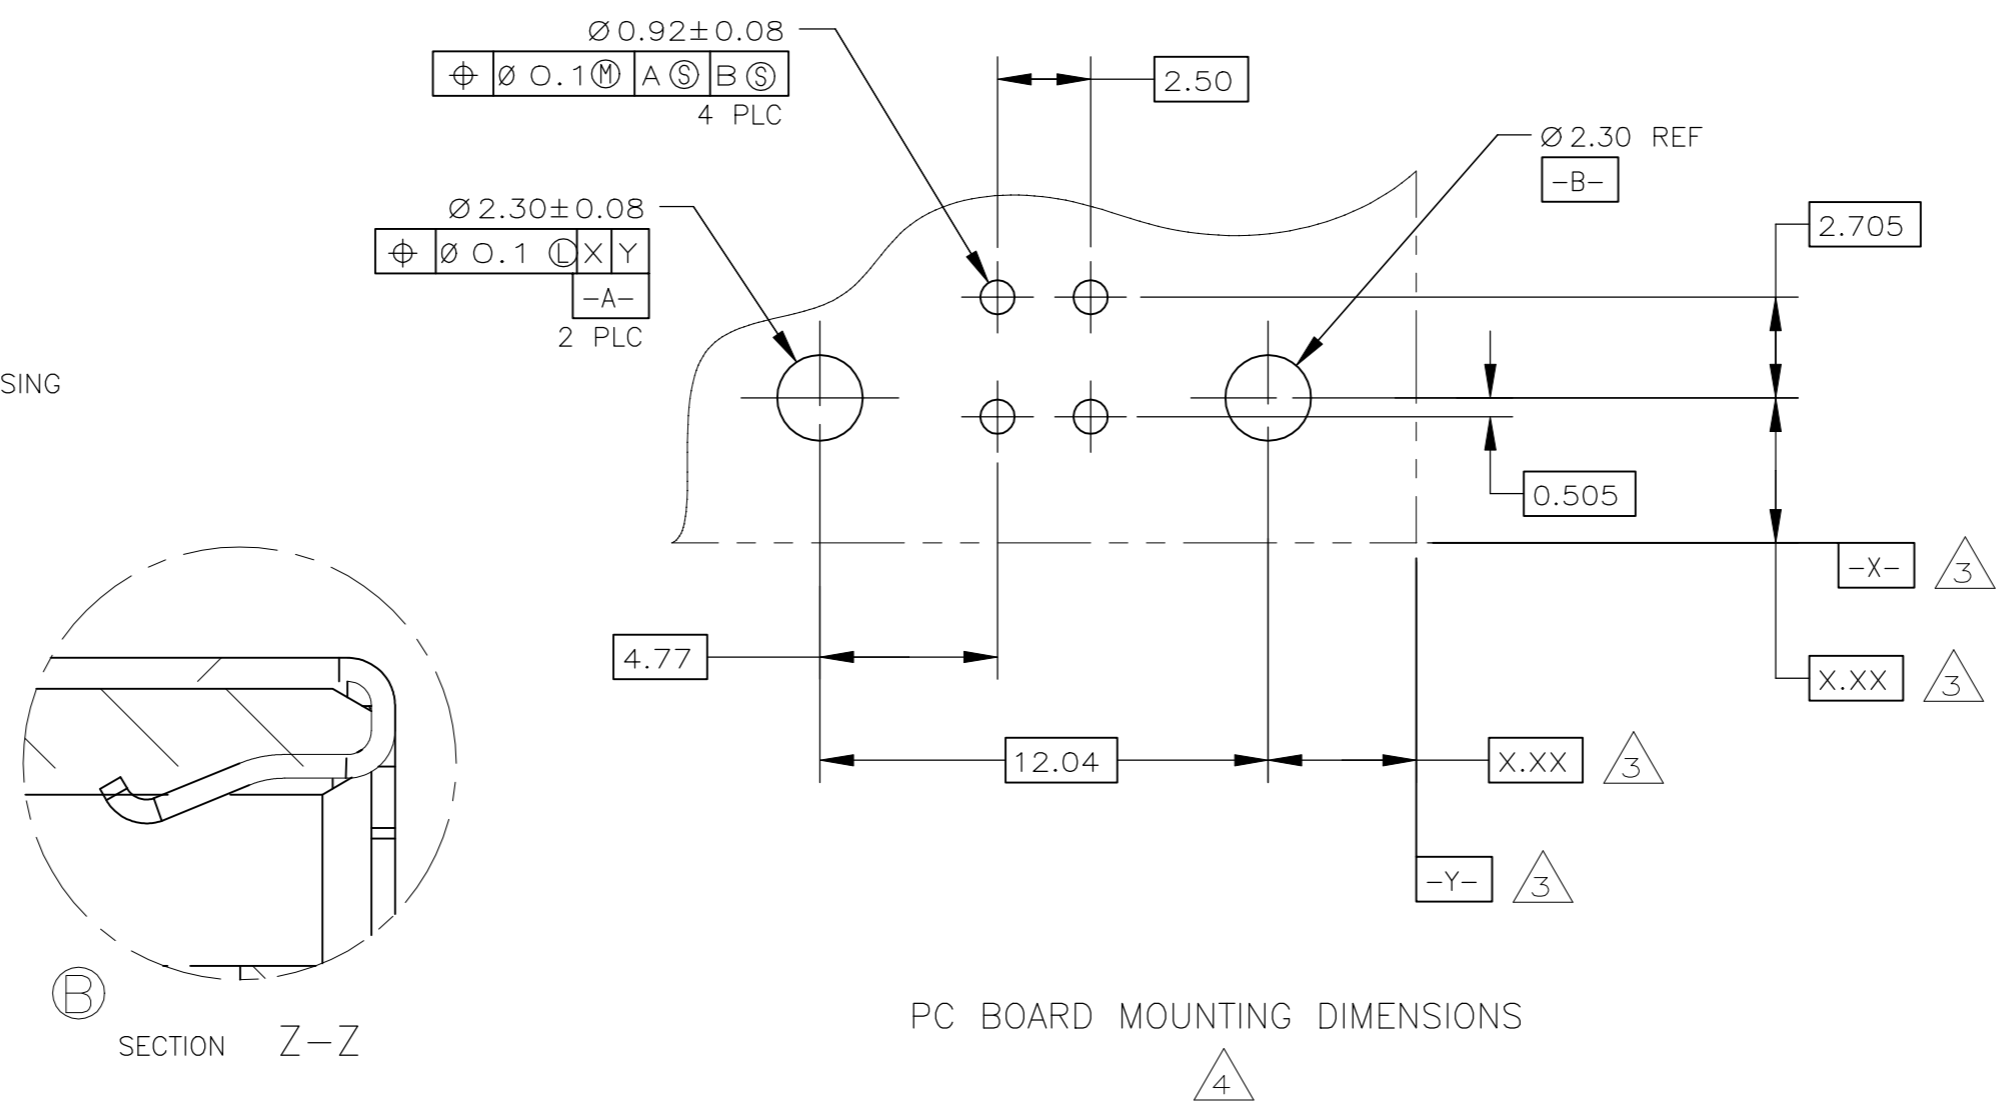 Ø0.92±0.08
⌖ Ø 0.1Ⓜ A Ⓢ B Ⓢ
4 PLC
2.50
Ø2.30 REF
-B-
Ø2.30±0.08
⌖ Ø 0.1 Ⓛ X Y
-A-
2 PLC
2.705
SING
0.505
-X- 3
4.77
X.XX 3
12.04
X.XX 3
-Y- 3
B
SECTION Z-Z
PC BOARD MOUNTING DIMENSIONS
4